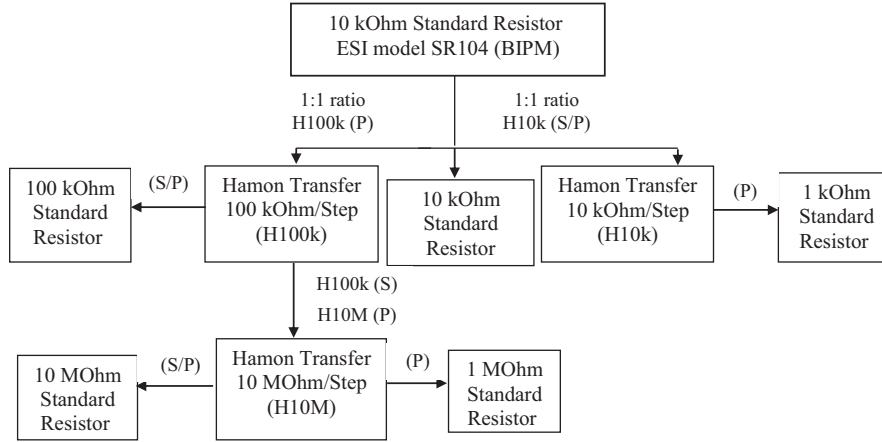 10 kOhm Standard Resistor
ESI model SR104 (BIPM)
1:1 ratio
H100k (P)
1:1 ratio
H10k (S/P)
100 kOhm
Standard
Resistor
(S/P)
Hamon Transfer
100 kOhm/Step
(H100k)
10 kOhm
Standard
Resistor
Hamon Transfer
10 kOhm/Step
(H10k)
(P)
1 kOhm
Standard
Resistor
H100k (S)
H10M (P)
10 MOhm
Standard
Resistor
(S/P)
Hamon Transfer
10 MOhm/Step
(H10M)
(P)
1 MOhm
Standard
Resistor